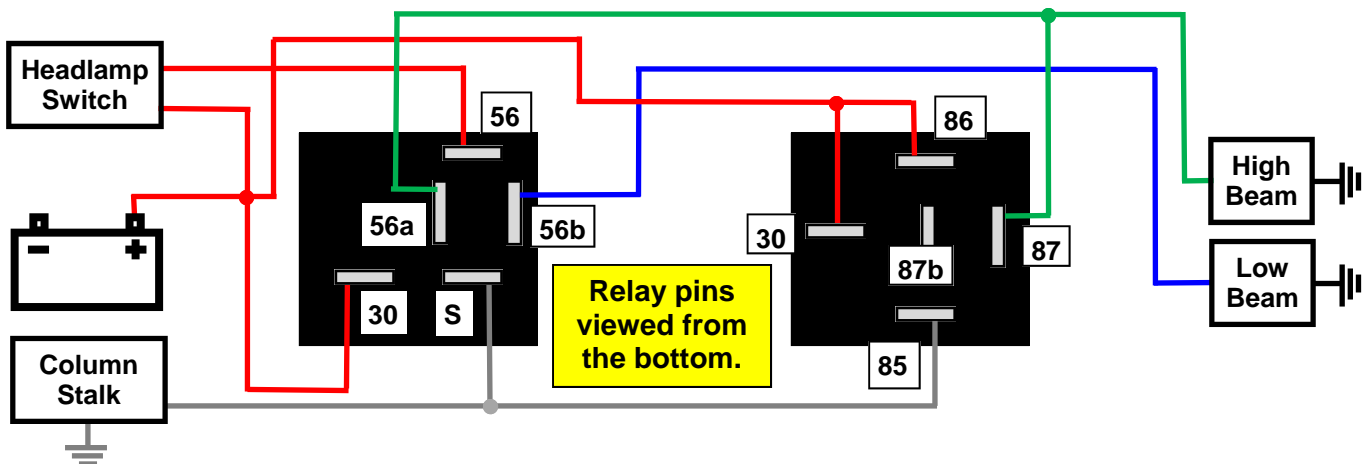 Headlamp
Switch
56
86
High
Beam
56a
56b
30
87b
87
30
S
Relay pins
viewed from
the bottom.
Low
Beam
85
Column
Stalk